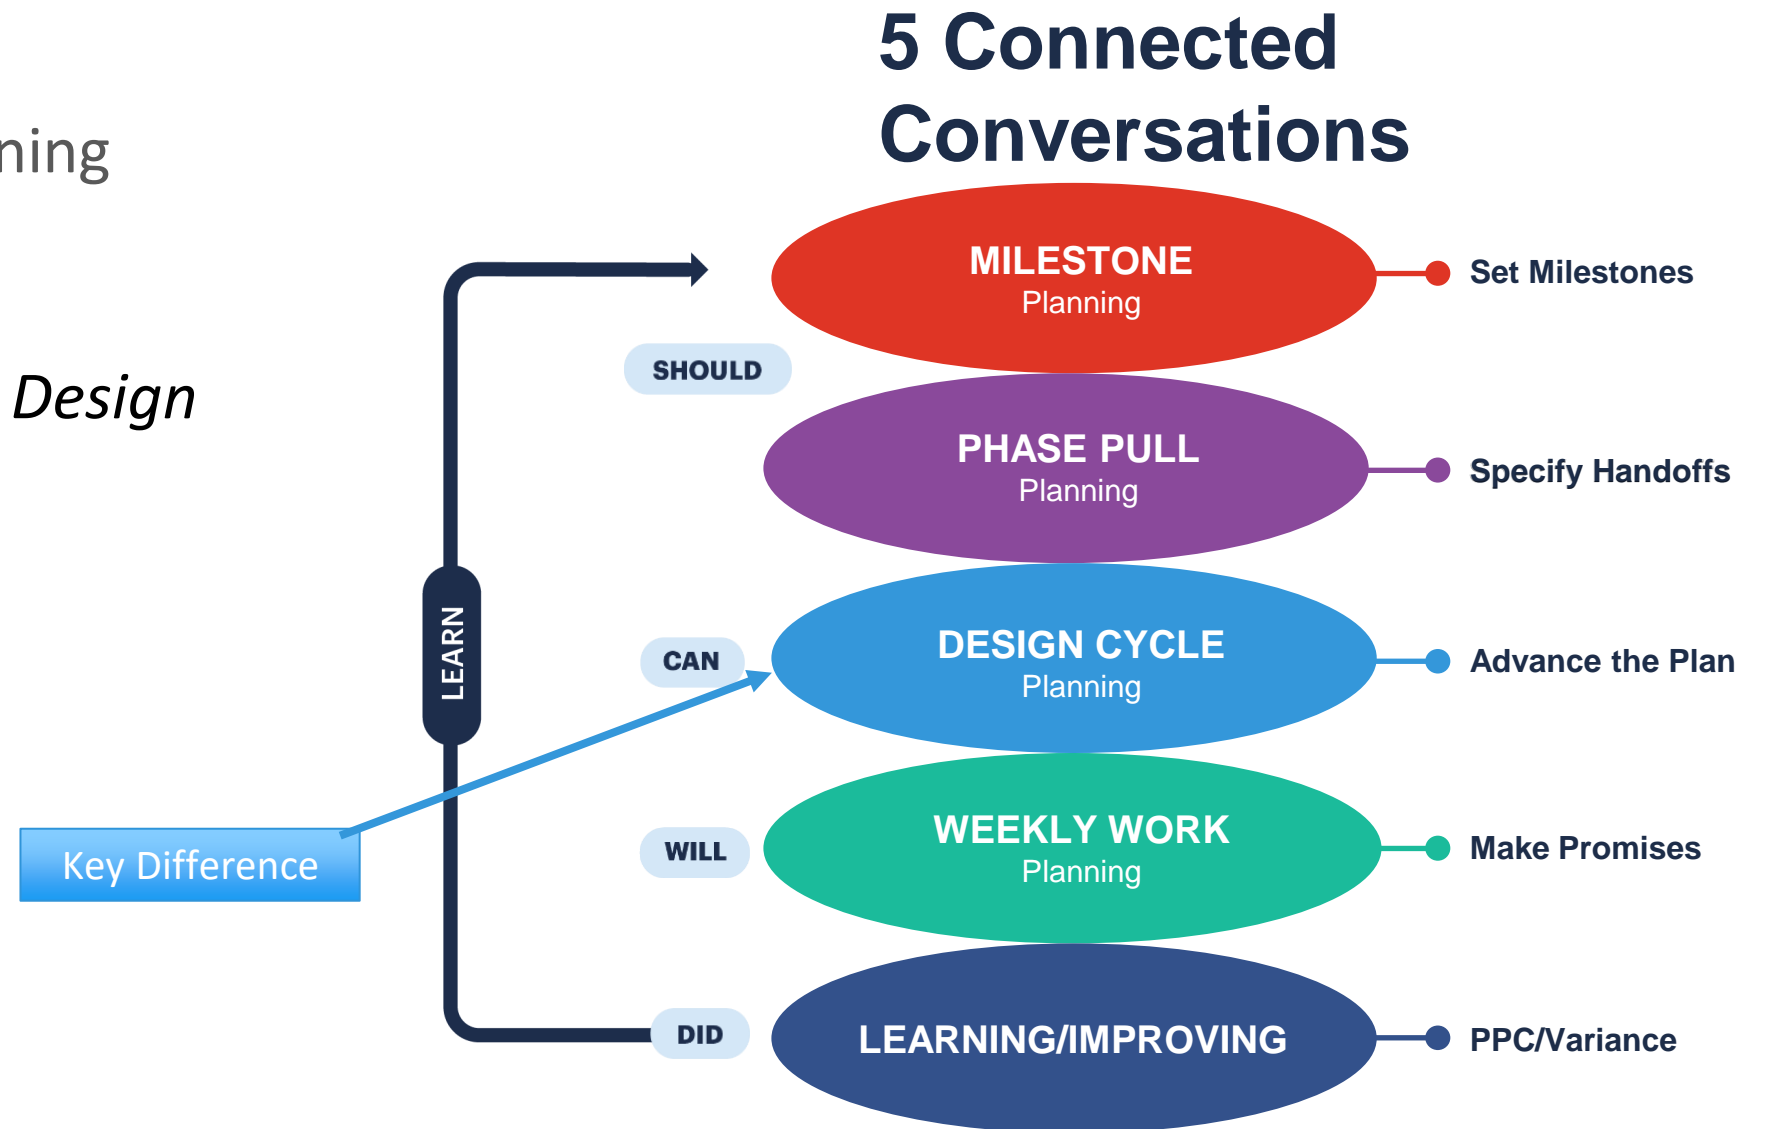 5 Connected
Conversations
ning
Design
MILESTONE
Planning
Set Milestones
SHOULD
PHASE PULL
Planning
Specify Handoffs
LEARN
CAN
DESIGN CYCLE
Planning
Advance the Plan
Key Difference
WILL
WEEKLY WORK
Planning
Make Promises
DID
LEARNING/IMPROVING
PPC/Variance